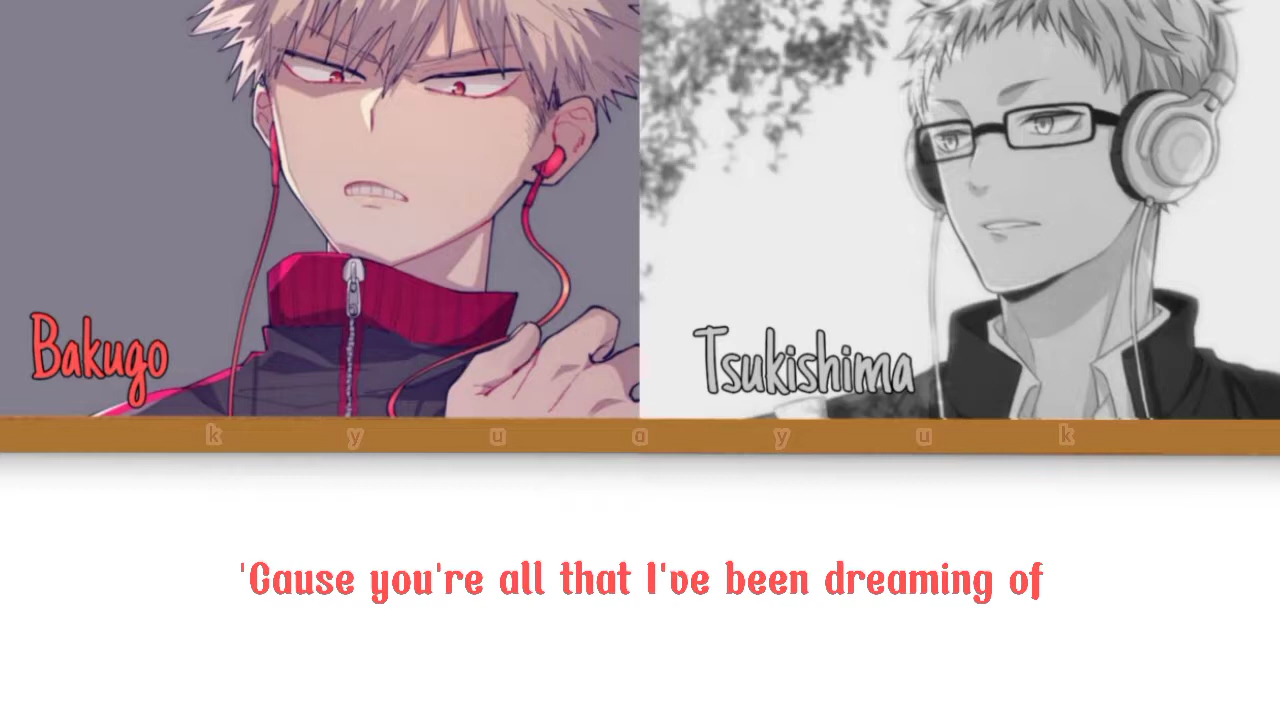 Bakugo
Tsukishima
k y u a y u k
'Cause you're all that I've been dreaming of